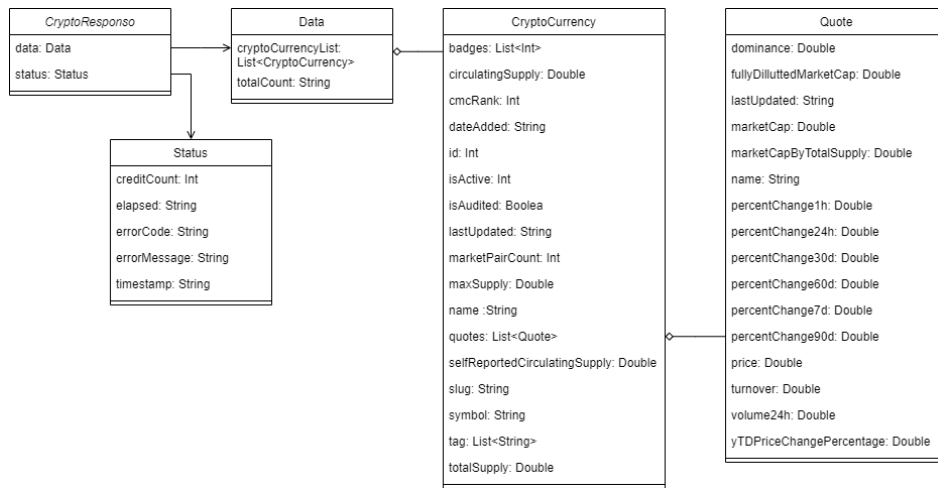 CryptoResponso
data: Data
status: Status
Data
cryptoCurrencyList:
List<CryptoCurrency>
totalCount: String
Status
creditCount: Int
elapsed: String
errorCode: String
errorMessage: String
timestamp: String
CryptoCurrency
badges: List<Int>
circulatingSupply: Double
cmcRank: Int
dateAdded: String
id: Int
isActive: Int
isAudited: Boolea
lastUpdated: String
marketPairCount: Int
maxSupply: Double
name :String
quotes: List<Quote>
selfReportedCirculatingSupply: Double
slug: String
symbol: String
tag: List<String>
totalSupply: Double
Quote
dominance: Double
fullyDilluttedMarketCap: Double
lastUpdated: String
marketCap: Double
marketCapByTotalSupply: Double
name: String
percentChange1h: Double
percentChange24h: Double
percentChange30d: Double
percentChange60d: Double
percentChange7d: Double
percentChange90d: Double
price: Double
turnover: Double
volume24h: Double
yTDPriceChangePercentage: Double